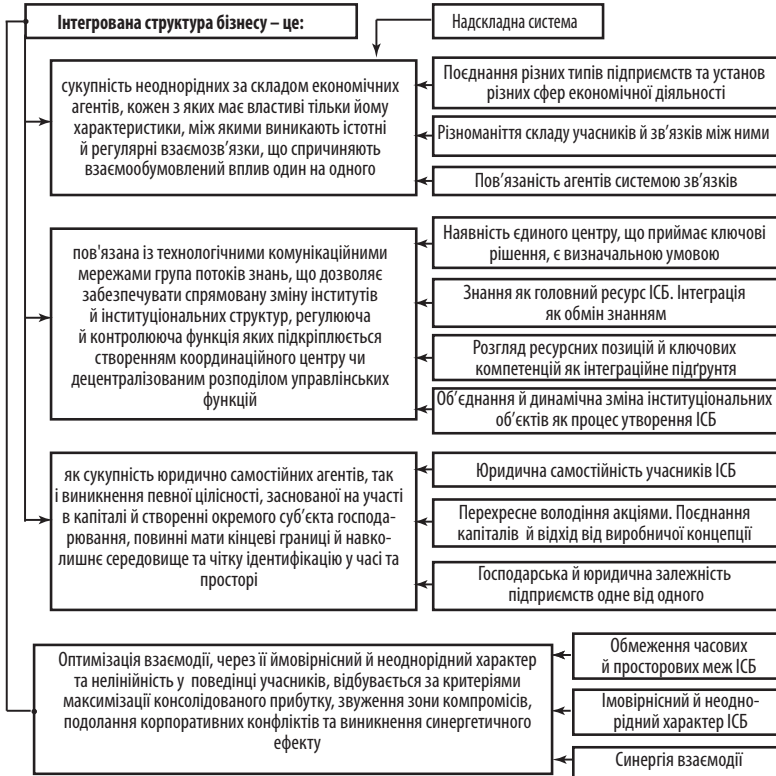 Інтегрована структура бізнесу – це:
Надскладна система
сукупність неоднорідних за складом економічних
агентів, кожен з яких має властиві тільки йому
характеристики, між якими виникають істотні
й регулярні взаємозв’язки, що спричиняють
взаємообумовлений вплив один на одного
Поєднання різних типів підприємств та установ
різних сфер економічної діяльності
Різноманіття складу учасників й зв’язків між ними
Пов’язаність агентів системою зв’язків
пов'язана із технологічними комунікаційними
мережами група потоків знань, що дозволяє
забезпечувати спрямовану зміну інститутів
й інституціональних структур, регулююча
й контролююча функція яких підкріплюється
створенням координаційного центру чи
децентралізованим розподілом управлінських
функцій
Наявність єдиного центру, що приймає ключові
рішення, є визначальною умовою
Знання як головний ресурс ІСБ. Інтеграція
як обмін знанням
Розгляд ресурсних позицій й ключових
компетенцій як інтеграційне підґрунтя
Об’єднання й динамічна зміна інституціональних
об’єктів як процес утворення ІСБ
як сукупність юридично самостійних агентів, так
і виникнення певної цілісності, заснованої на участі
в капіталі й створенні окремого суб’єкта госпо­да-
рювання, повинні мати кінцеві границі й навко-
лишнє середовище та чітку ідентифікацію у часі та
просторі
Юридична самостійність учасників ІСБ
Перехресне володіння акціями. Поєднання
капіталів й відхід від виробничої концепції
Господарська й юридична залежність
підприємств одне від одного
Оптимізація взаємодії, через її ймовірнісний й неоднорідний характер
та нелінійність у поведінці учасників, відбувається за критеріями
максимізації консолідованого прибутку, звуження зони компромісів,
подолання корпоративних конфліктів та виникнення синергетичного
ефекту
Обмеження часових
й просторових меж ІСБ
Імовірнісний й неодно-
рідний характер ІСБ
Синергія взаємодії